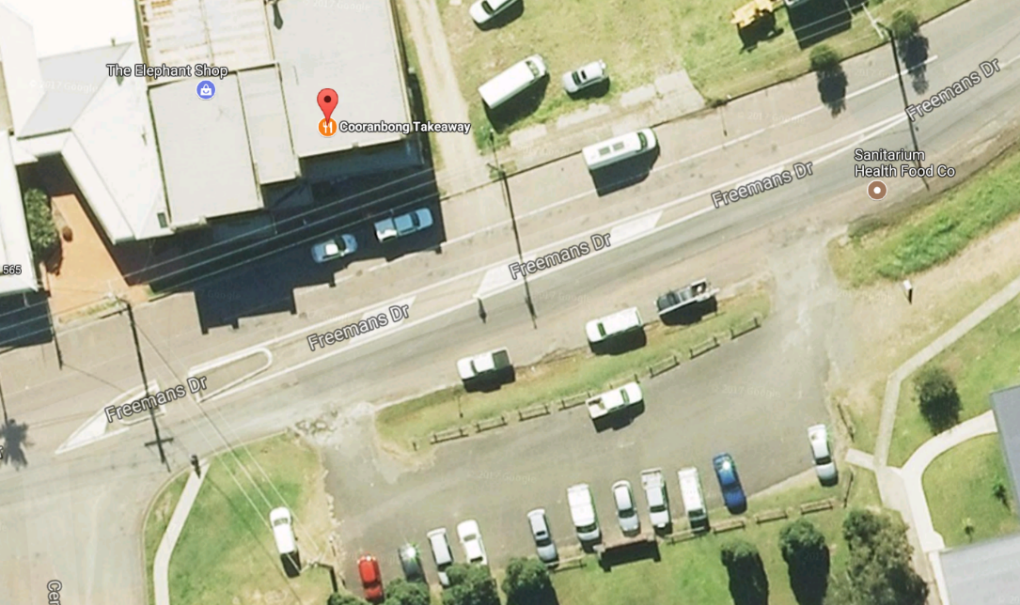 The Elephant Shop
Cooranbong Takeaway
Freemans Dr
Sanitarium
Health Food Co
Freemans Dr
Freemans Dr
565
Freemans Dr
Freemans Dr